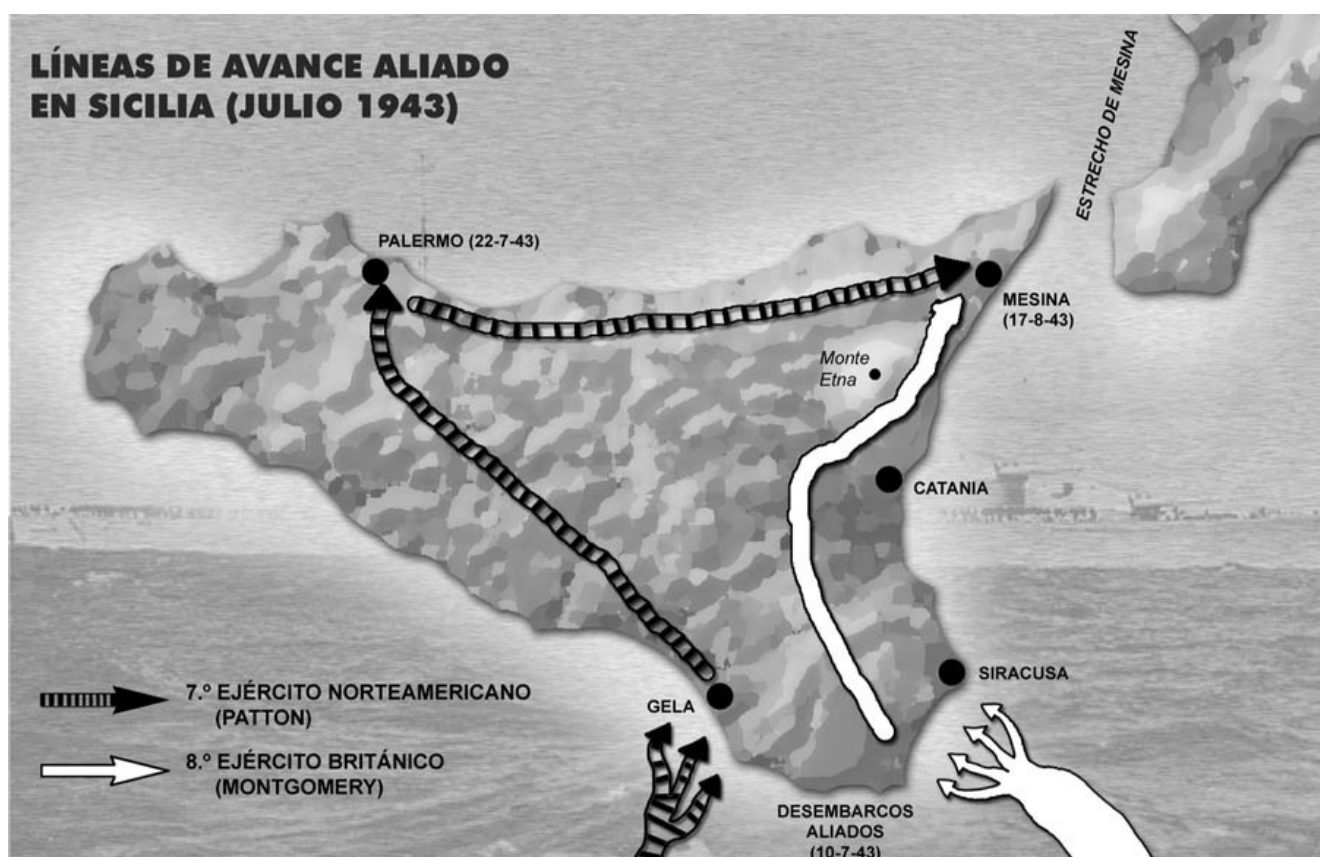 LÍNEAS DE AVANCE ALIADO
EN SICILIA (JULIO 1943)
ESTRECHO DE MESINA
PALERMO (22-7-43)
MESINA
(17-8-43)
Monte
Etna
CATANIA
SIRACUSA
GELA
7.º EJÉRCITO NORTEAMERICANO
(PATTON)
8.º EJÉRCITO BRITÁNICO
(MONTGOMERY)
DESEMBARCOS
ALIADOS
(10-7-43)